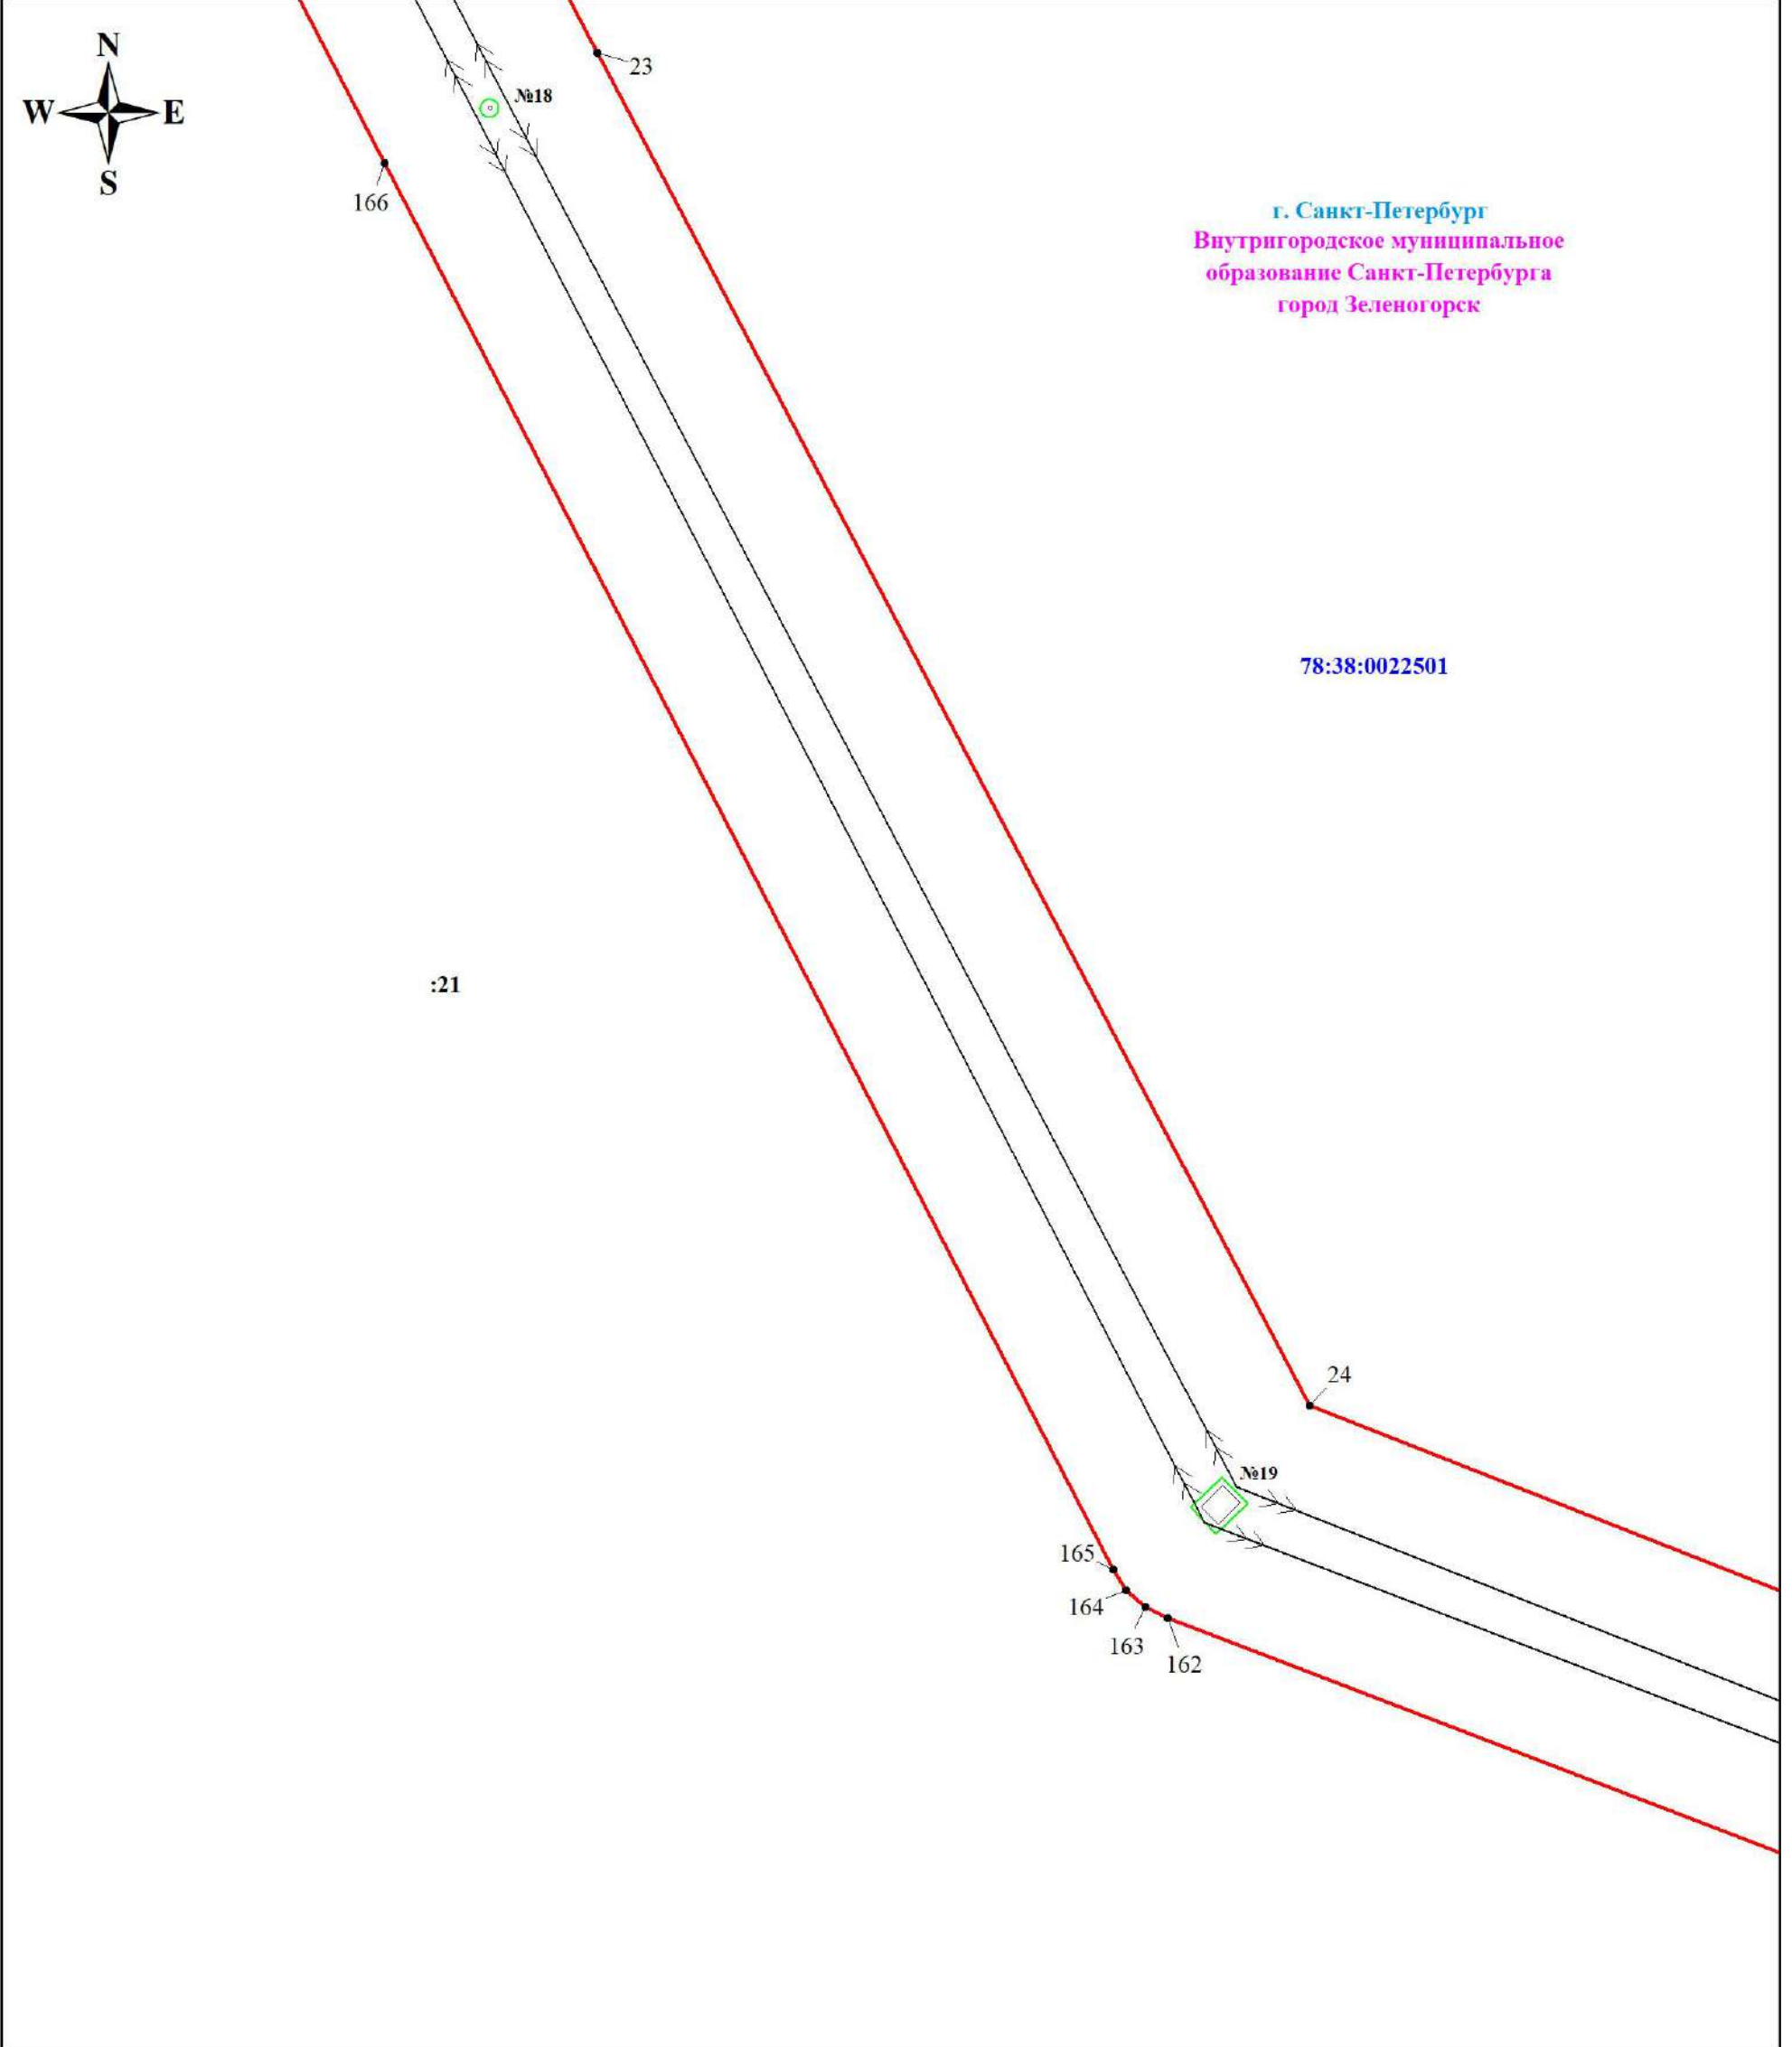 N
W E
S
23
№18
166
г. Санкт-Петербург
Внутригородское муниципальное
образование Санкт-Петербурга
город Зеленогорск
78:38:0022501
:21
24
№19
165
164
163
162